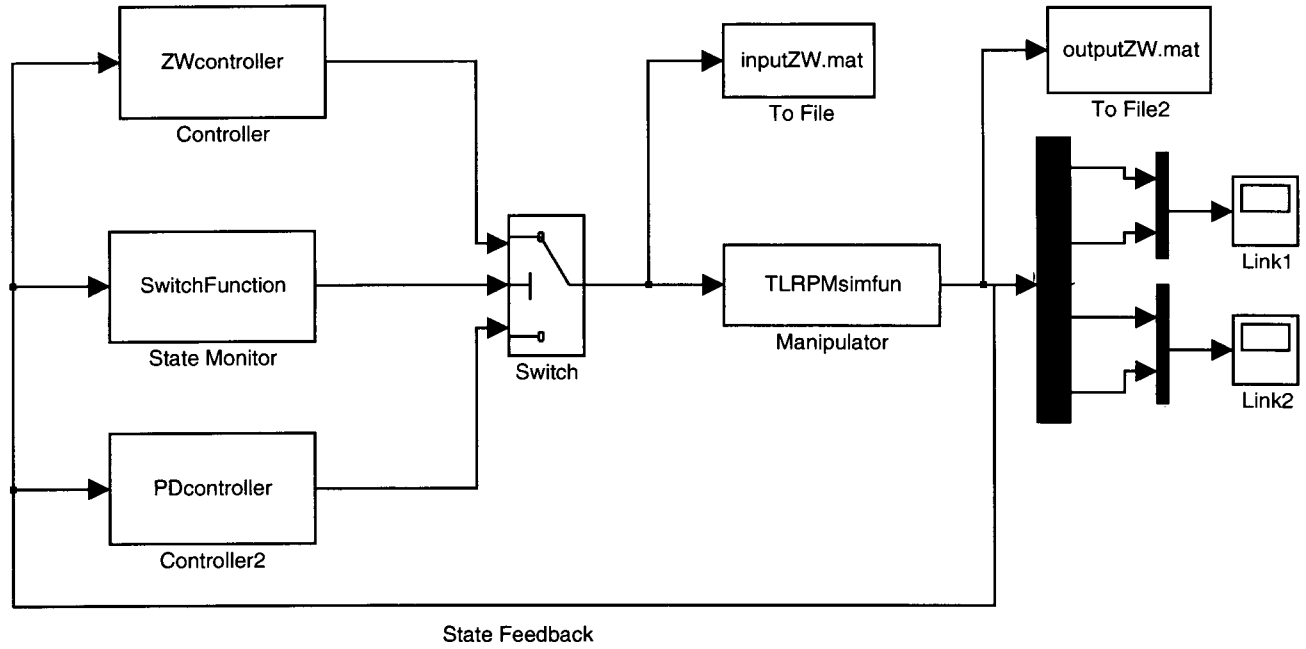 ZWcontroller
Controller
inputZW.mat
To File
outputZW.mat
To File2
SwitchFunction
State Monitor
Switch
TLRPMsimfun
Manipulator
Link1
Link2
PDcontroller
Controller2
State Feedback